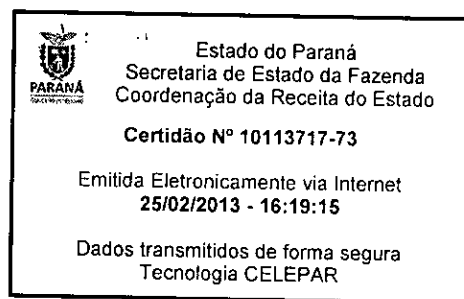 Estado do Paraná
Secretaria de Estado da Fazenda
PARANÁ
Coordenação da Receita do Estado
Certidão Nº 10113717-73
Emitida Eletronicamente via Internet
25/02/2013 - 16:19:15
Dados transmitidos de forma segura
Tecnologia CELEPAR